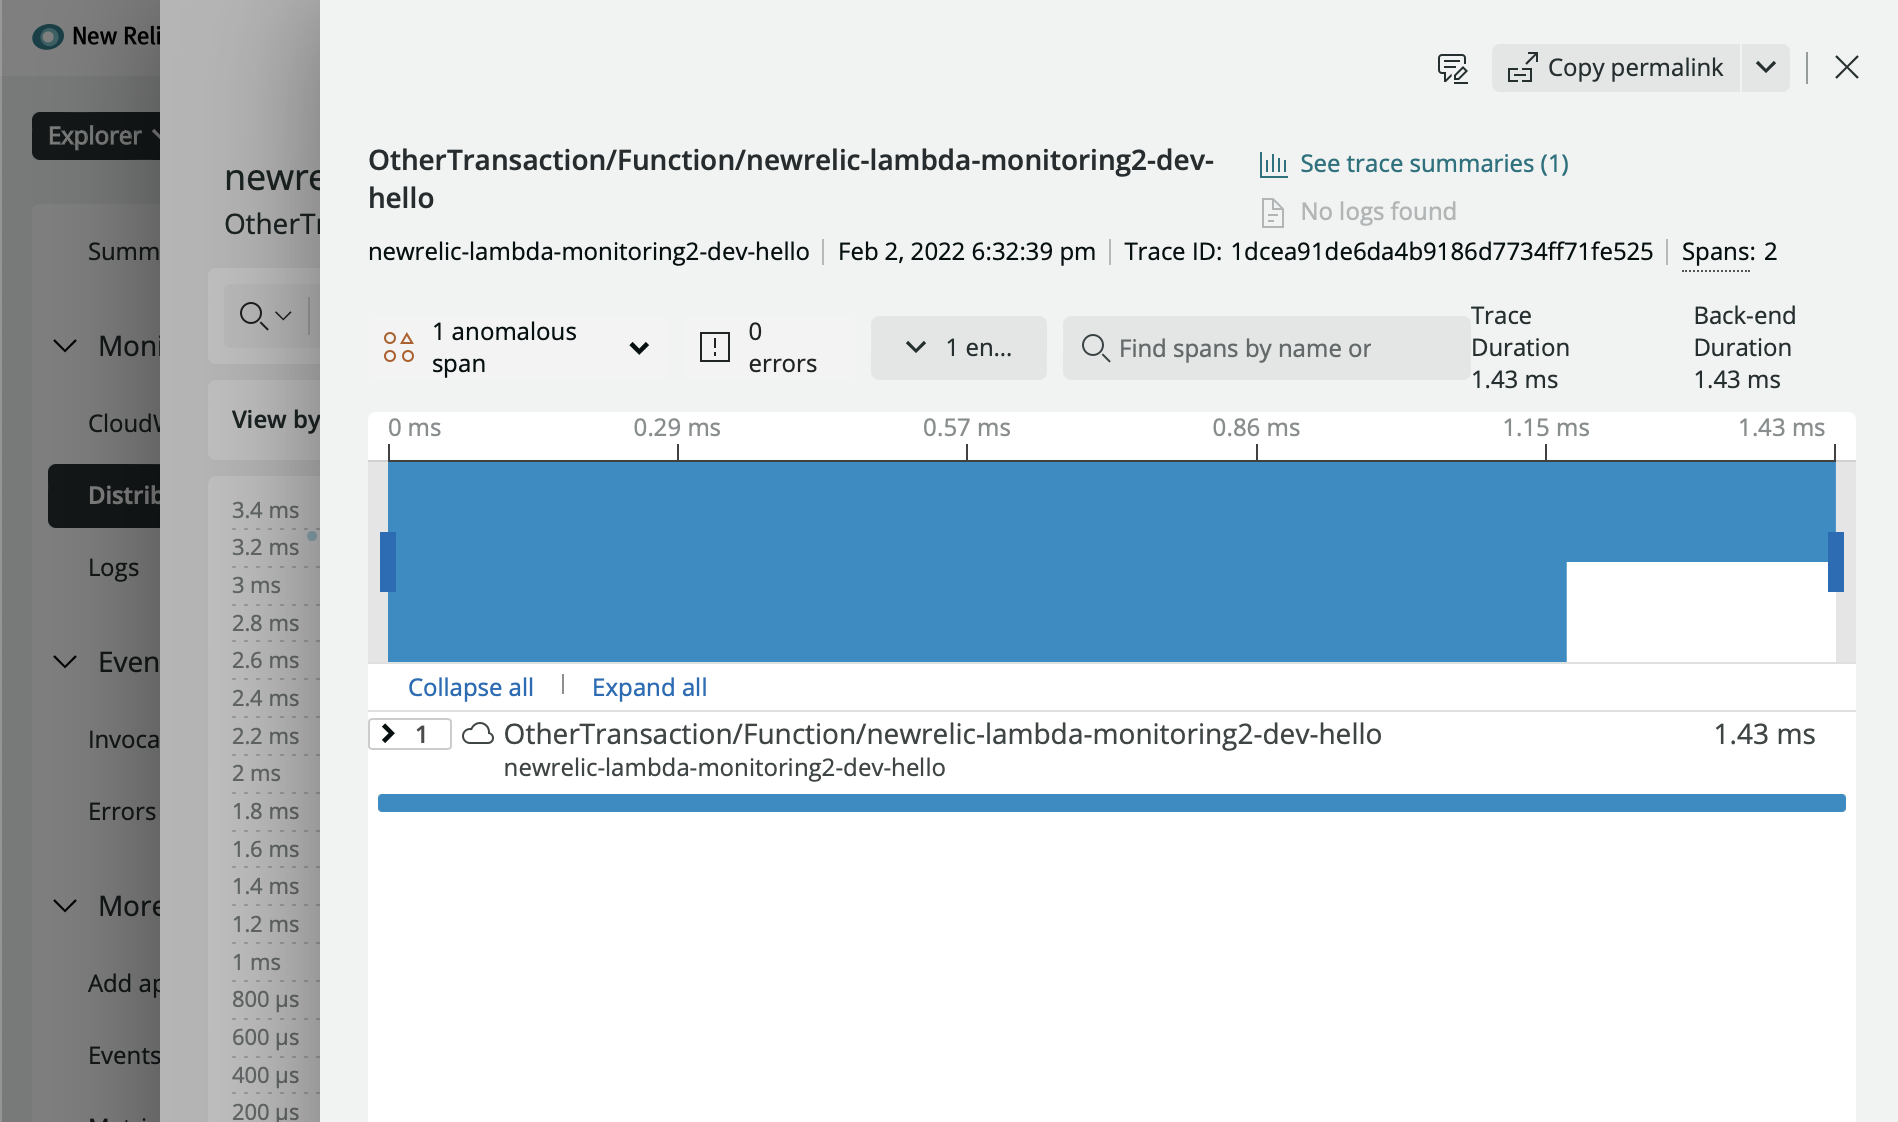 New Reli
Explorer
Summ
Moni
CloudW
Distrib
Logs
Even
Invoca
Errors
More
Add ap
Events
newre
OtherTr
View by
3.4 ms
3.2 ms
3 ms
2.8 ms
2.6 ms
2.4 ms
2.2 ms
2 ms
1.8 ms
1.6 ms
1.4 ms
1.2 ms
1 ms
800 µs
600 µs
400 µs
200 µs
Copy permalink
OtherTransaction/Function/newrelic-lambda-monitoring2-dev-
hello
See trace summaries (1)
No logs found
newrelic-lambda-monitoring2-dev-hello Feb 2, 2022 6:32:39 pm Trace ID: 1dcea91de6da4b9186d7734ff71fe525 Spans: 2
1 anomalous
span
0
errors
1 en...
Find spans by name or
Trace
Duration
1.43 ms
Back-end
Duration
1.43 ms
0 ms 0.29 ms 0.57 ms 0.86 ms 1.15 ms 1.43 ms
Collapse all Expand all
1 OtherTransaction/Function/newrelic-lambda-monitoring2-dev-hello 1.43 ms
newrelic-lambda-monitoring2-dev-hello